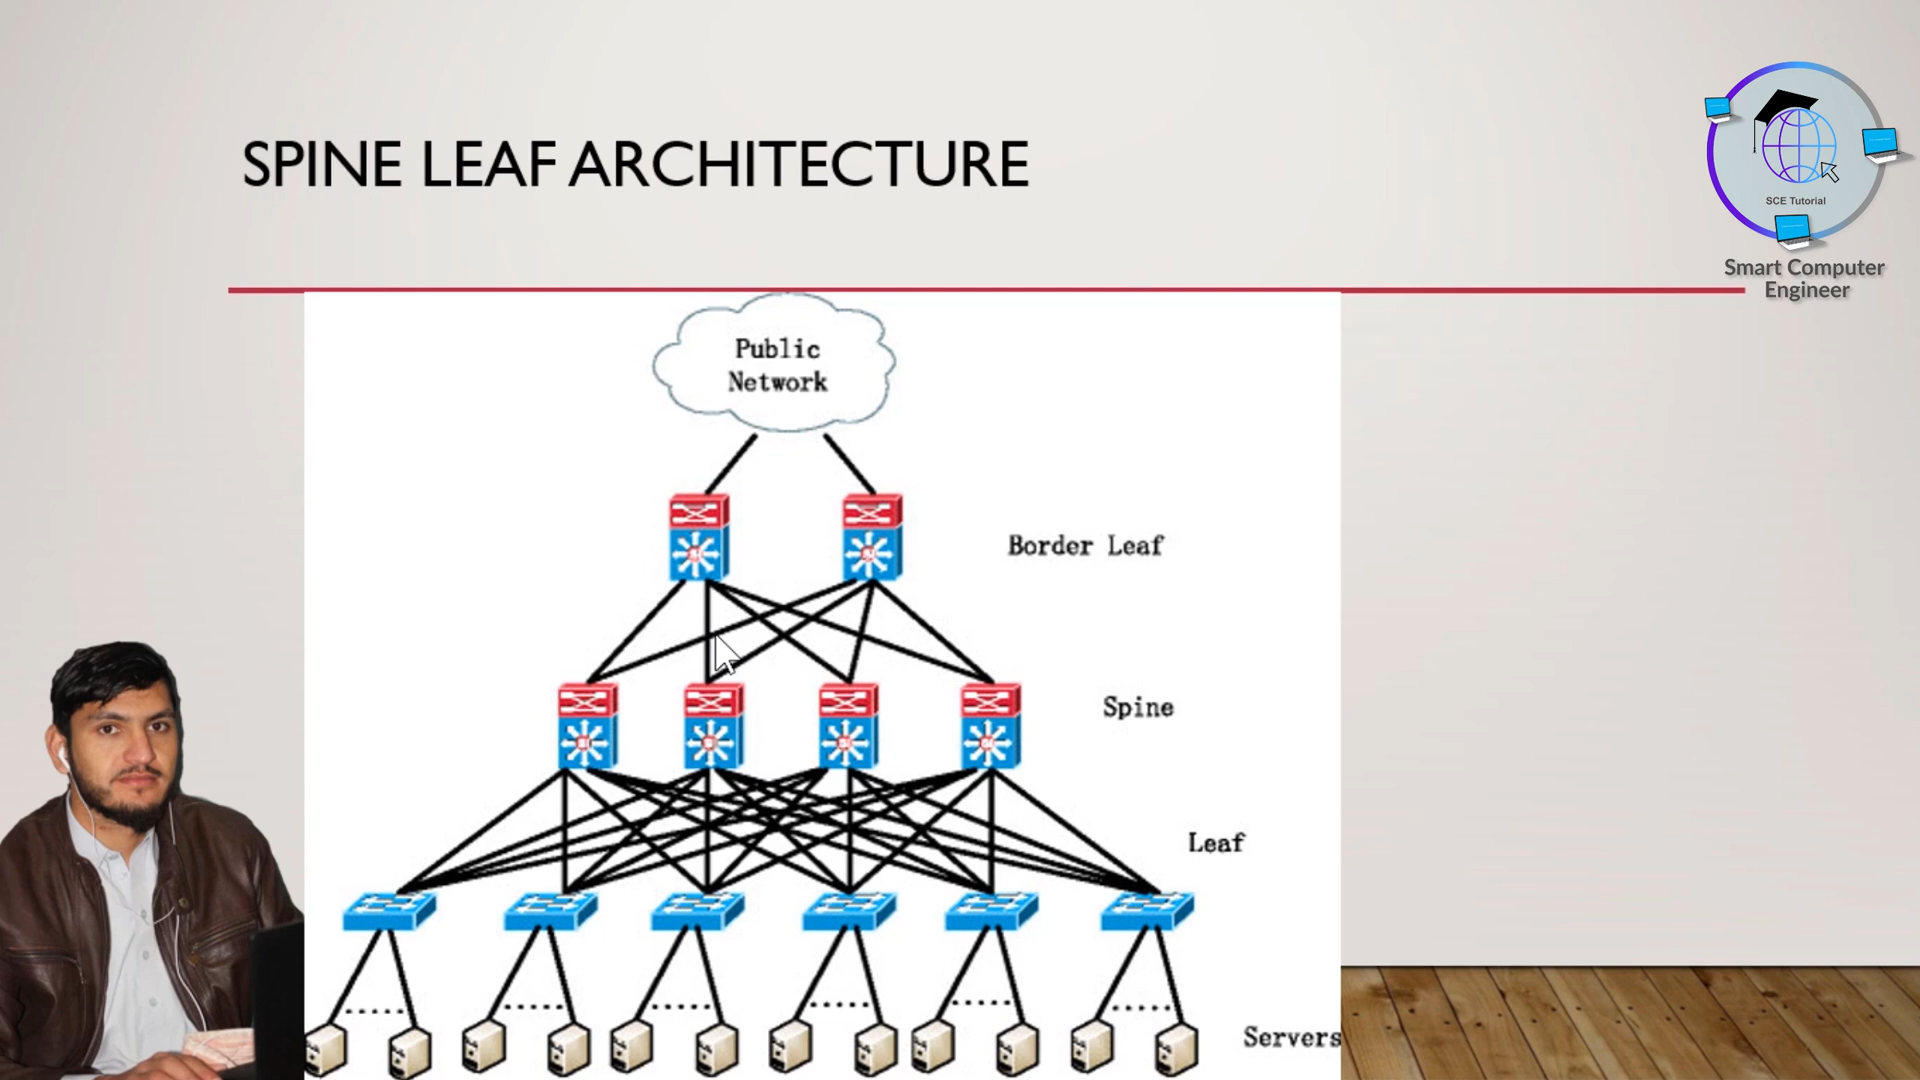 SPINE LEAF ARCHITECTURE
SCE Tutorial
Smart Computer
Engineer
Public
Network
Border Leaf
Spine
Leaf
Servers